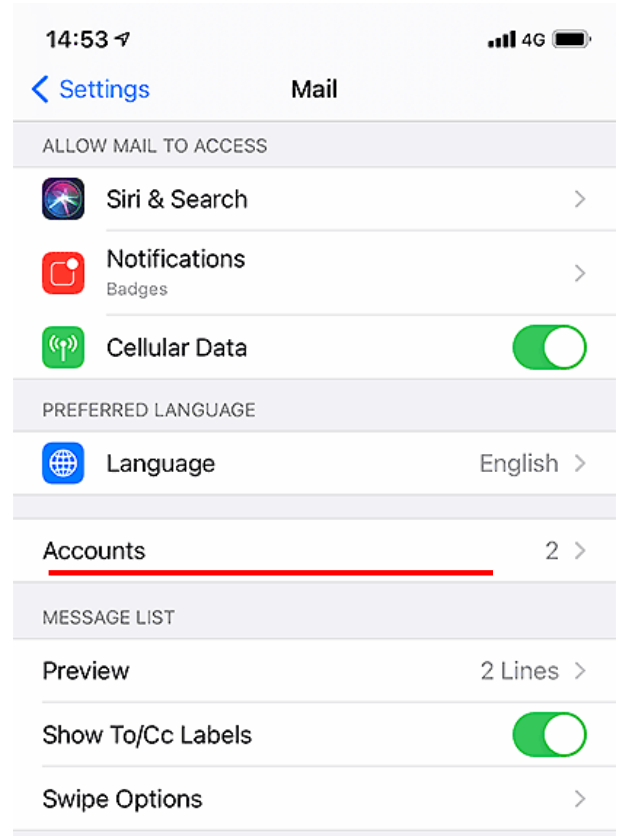 14:53 4G
Settings Mail
ALLOW MAIL TO ACCESS
Siri & Search
Notifications
Badges
Cellular Data
PREFERRED LANGUAGE
Language English
Accounts 2
MESSAGE LIST
Preview 2 Lines
Show To/Cc Labels
Swipe Options